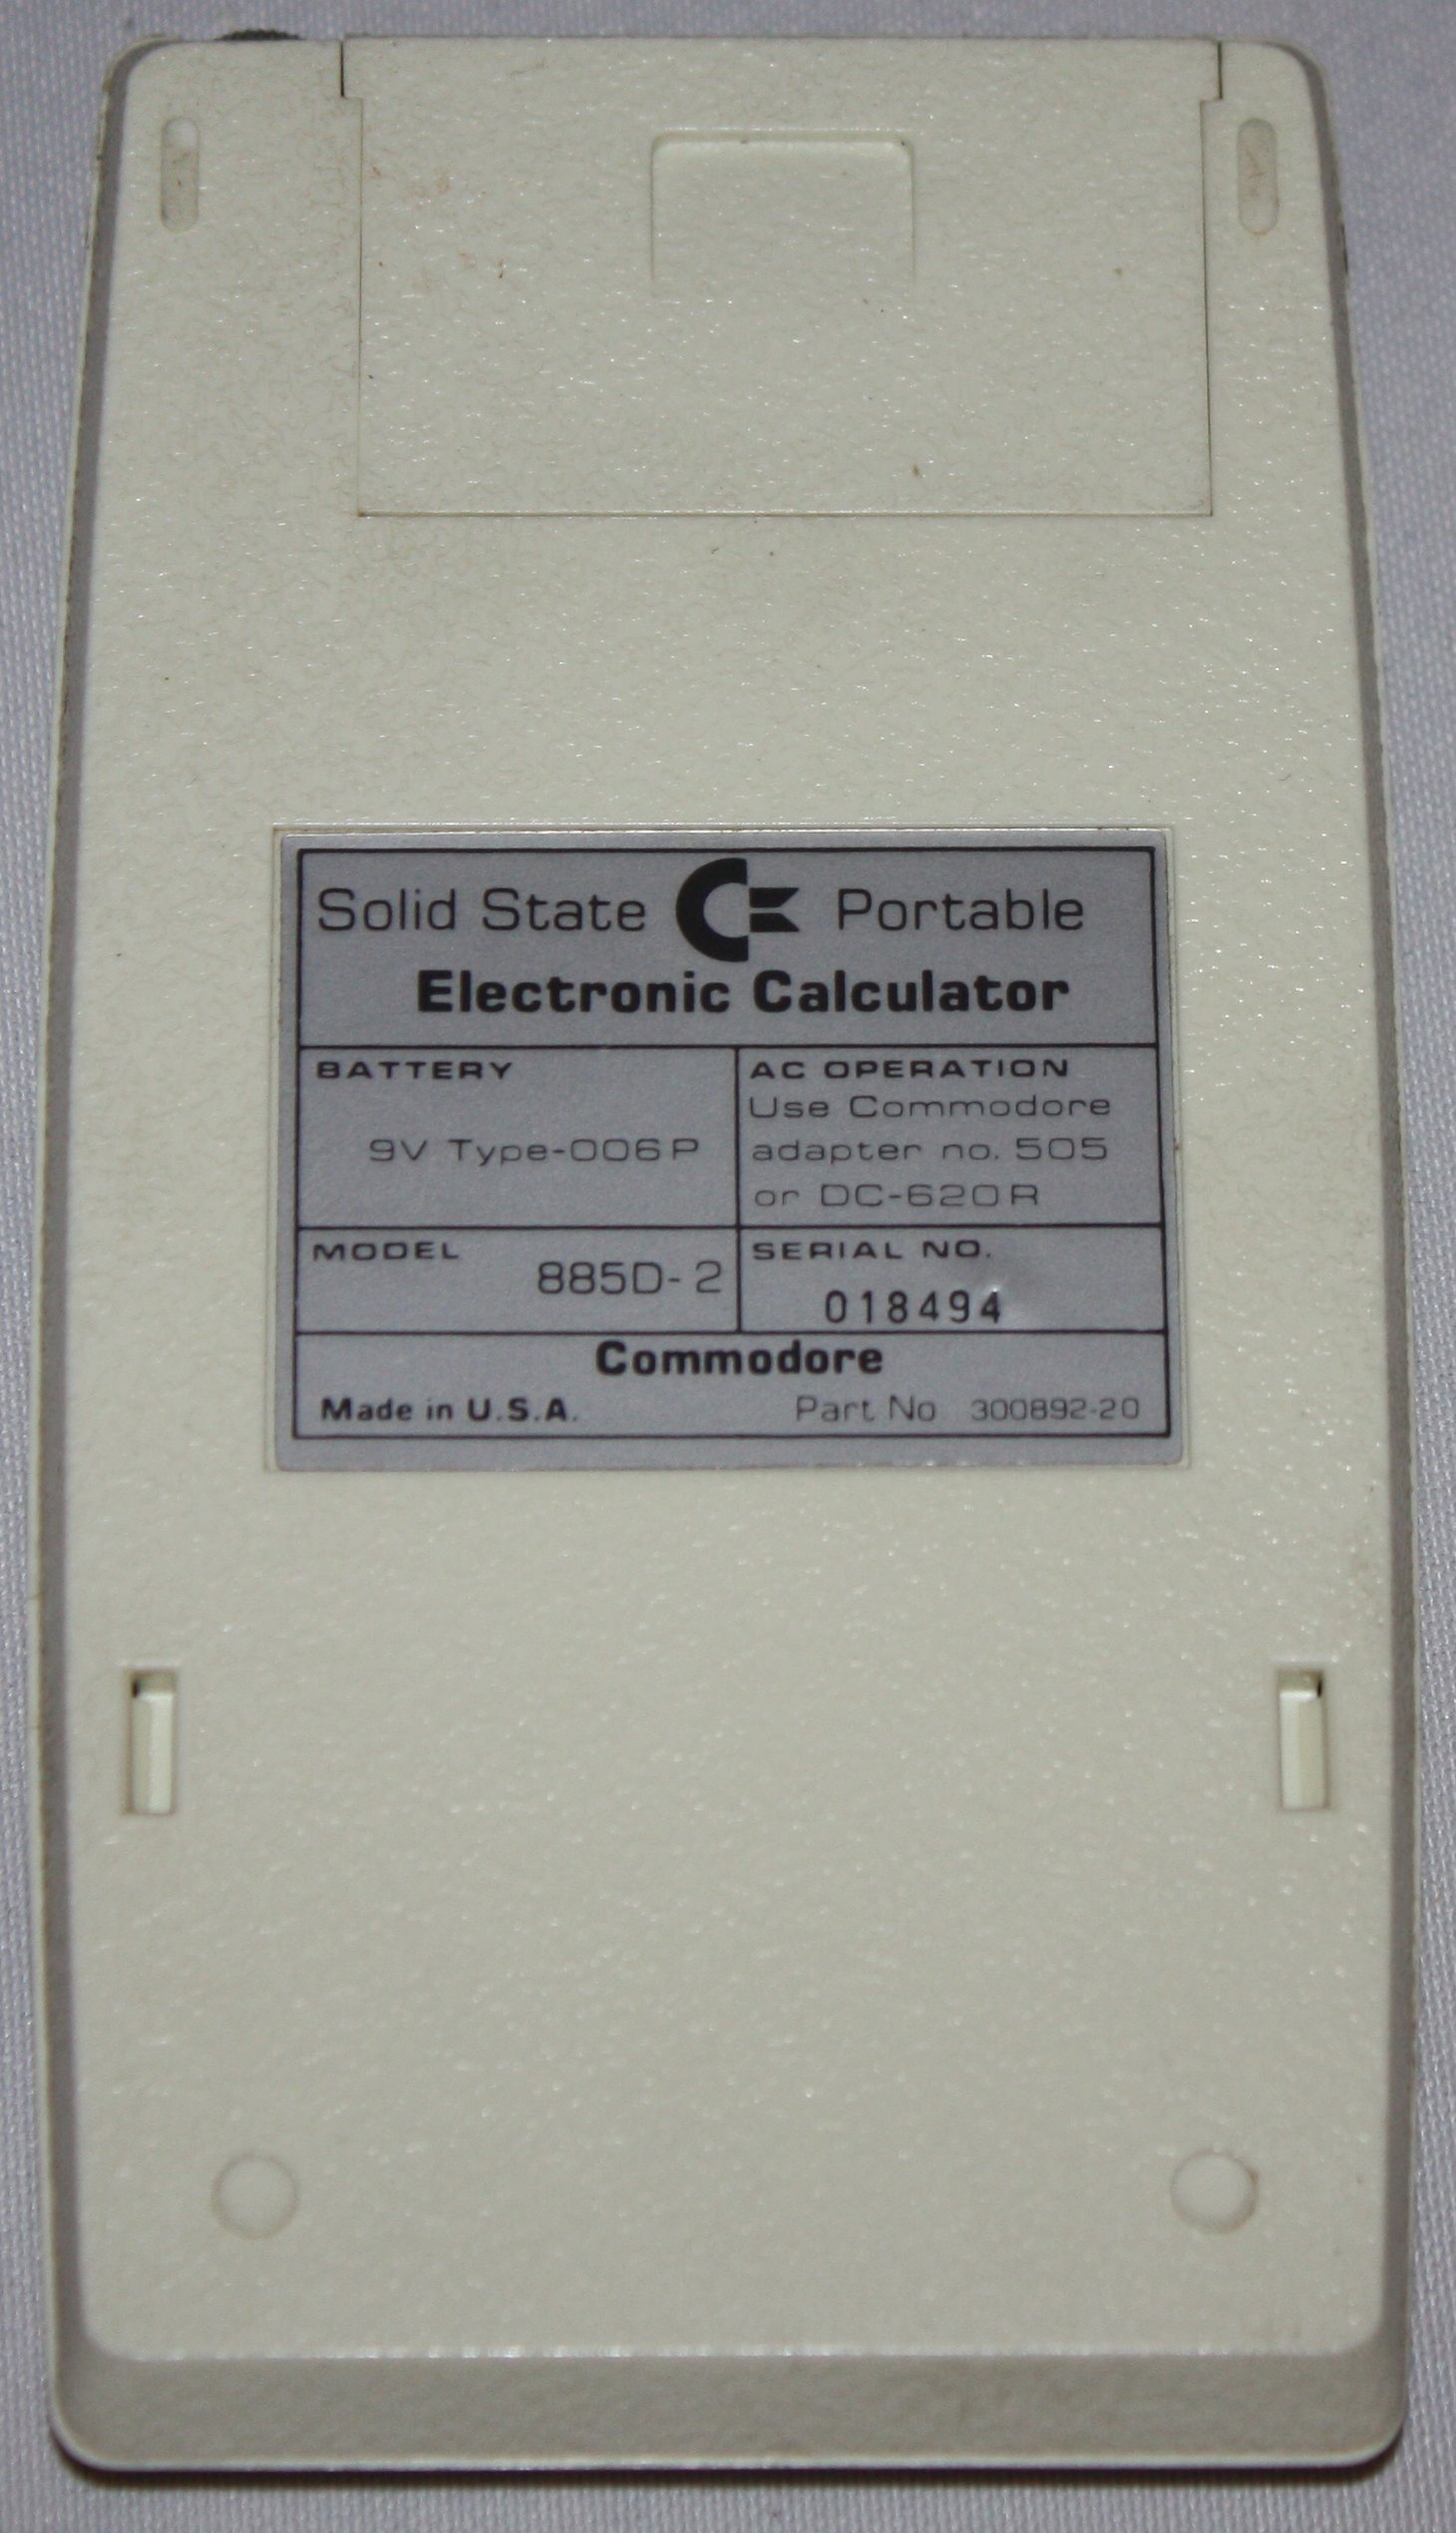 Solid State Portable
Electronic Calculator
BATTERY
9V Type-006P
AC OPERATION
Use Commodore
adapter no. 505
or DC-620R
MODEL
885D-2
SERIAL NO.
018494
Commodore
Made in U.S.A. Part No 300892-20